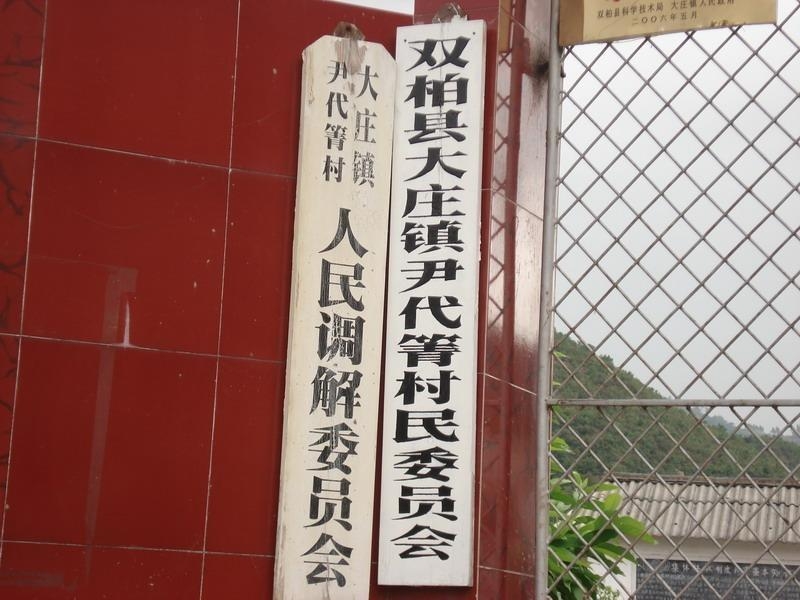 双柏县科学技术局 大庄镇人民政府
二〇〇六年五月
双柏县大庄镇尹代箐村民委员会
大庄镇
尹代箐村
人民调解委员会